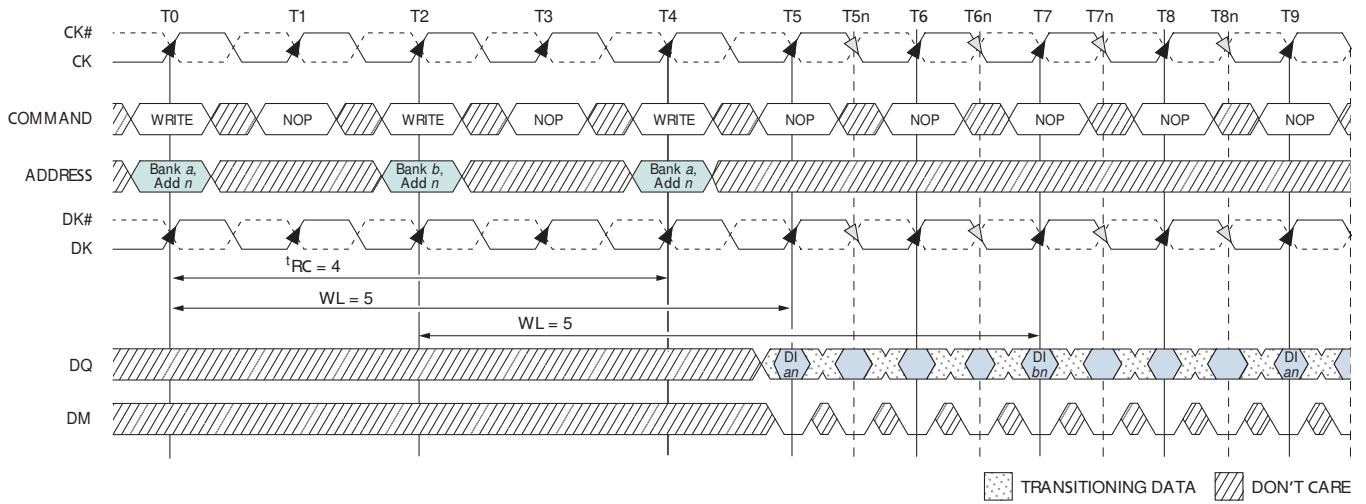 T0 T1 T2 T3 T4 T5 T5n T6 T6n T7 T7n T8 T8n T9
CK#
CK
COMMAND WRITE NOP WRITE NOP WRITE NOP NOP NOP NOP NOP
ADDRESS Bank a, Add n Bank b, Add n Bank a, Add n
DK#
DK
tRC = 4
WL = 5
WL = 5
DQ DI an DI bn DI an
DM
TRANSITIONING DATA DON'T CARE